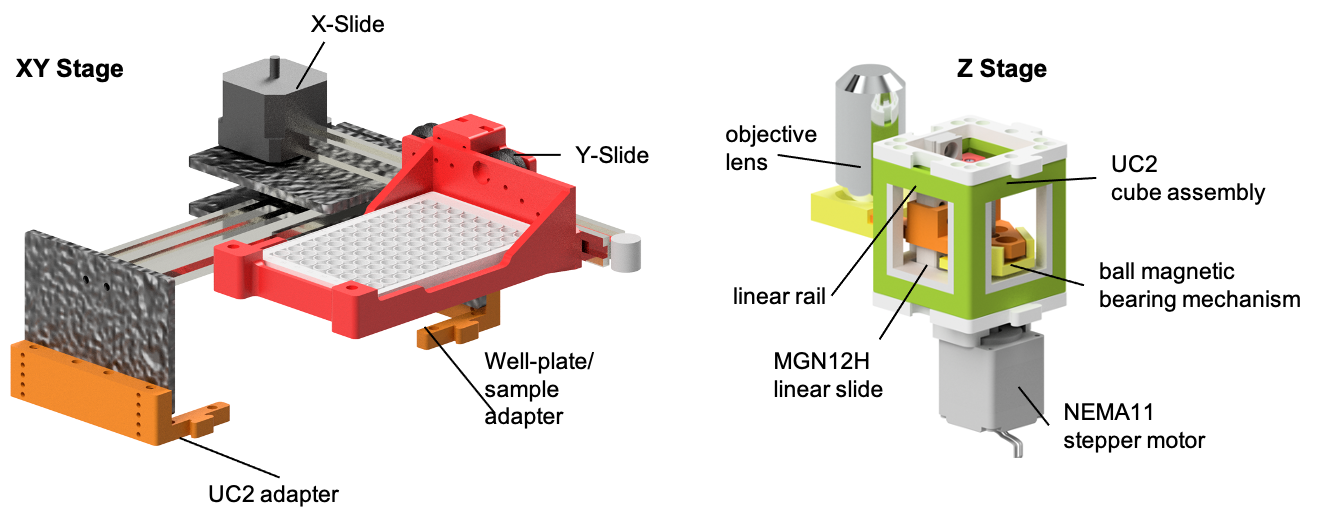 XY Stage
X-Slide
Y-Slide
Well-plate/
sample
adapter
UC2 adapter
Z Stage
objective
lens
UC2
cube assembly
linear rail
ball magnetic
bearing mechanism
MGN12H
linear slide
NEMA11
stepper motor